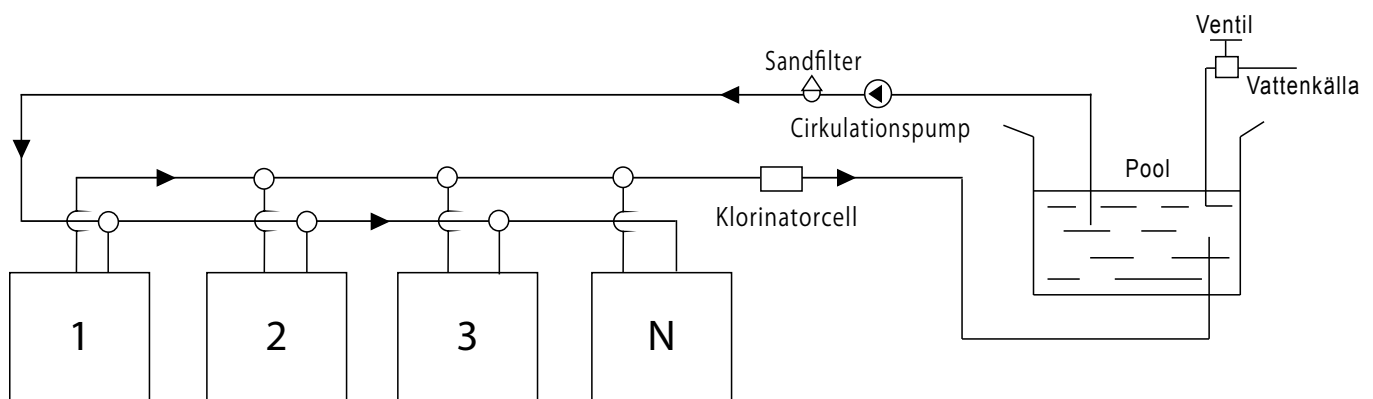 Ventil
Vattenkälla
Sandfilter
Cirkulationspump
Pool
Klorinatorcell
1 2 3 N